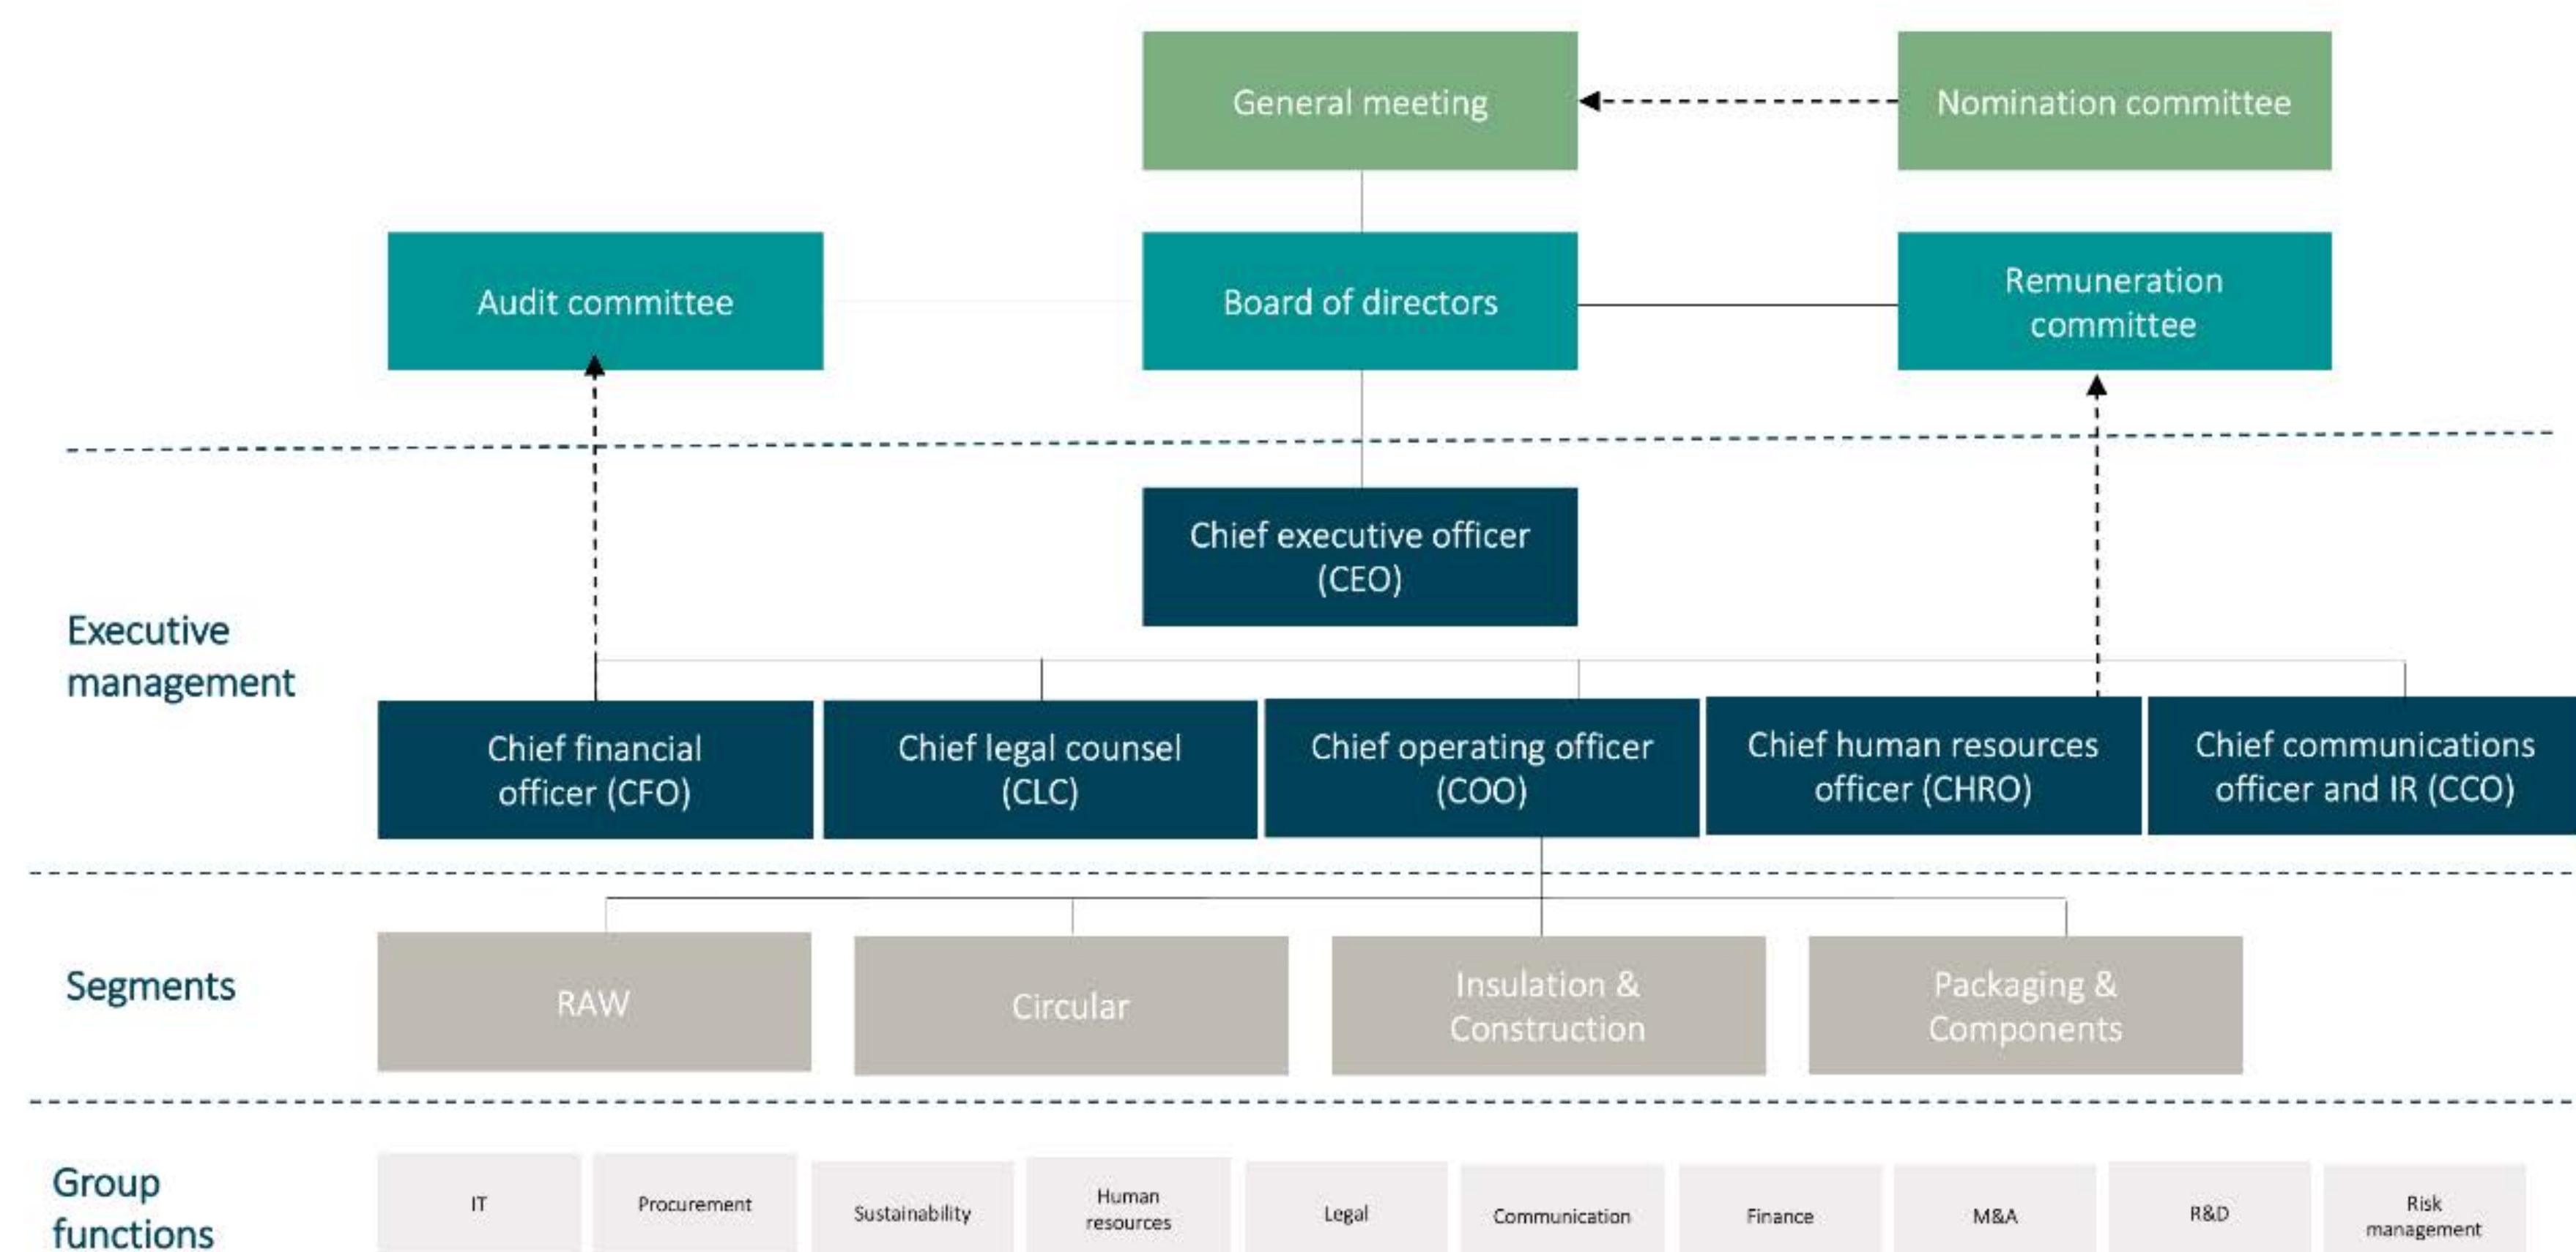 General meeting
Nomination committee
Audit committee
Board of directors
Remuneration
committee
Chief executive officer
(CEO)
Executive
management
Chief financial
officer (CFO)
Chief legal counsel
(CLC)
Chief operating officer
(COO)
Chief human resources
officer (CHRO)
Chief communications
officer and IR (CCO)
Segments
RAW
Circular
Insulation &
Construction
Packaging &
Components
Group
functions
IT
Procurement
Sustainability
Human
resources
Legal
Communication
Finance
M&A
R&D
Risk
management